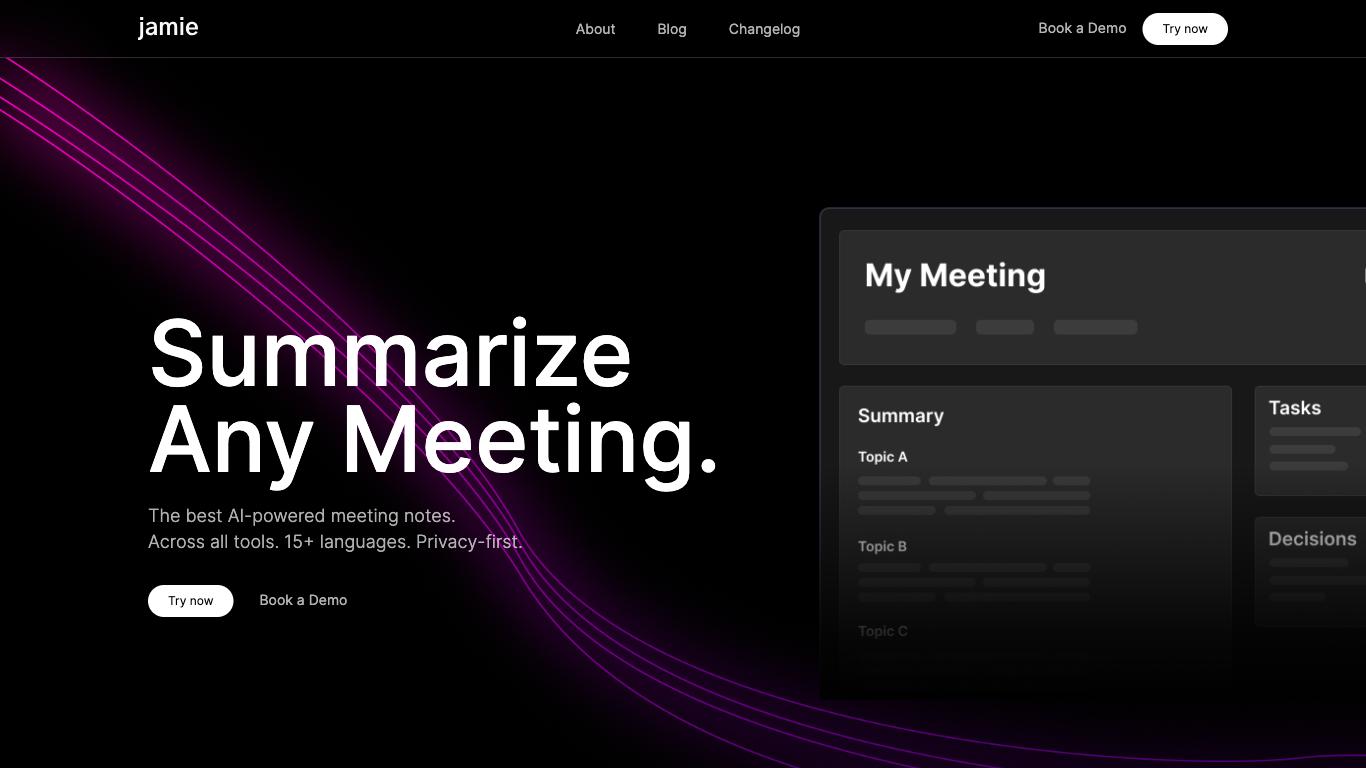 jamie
About
Blog
Changelog
Book a Demo
Try now
Summarize
Any Meeting.
The best AI-powered meeting notes.
Across all tools. 15+ languages. Privacy-first.
Try now
Book a Demo
My Meeting
Summary
Topic A
Topic B
Topic C
Tasks
Decisions